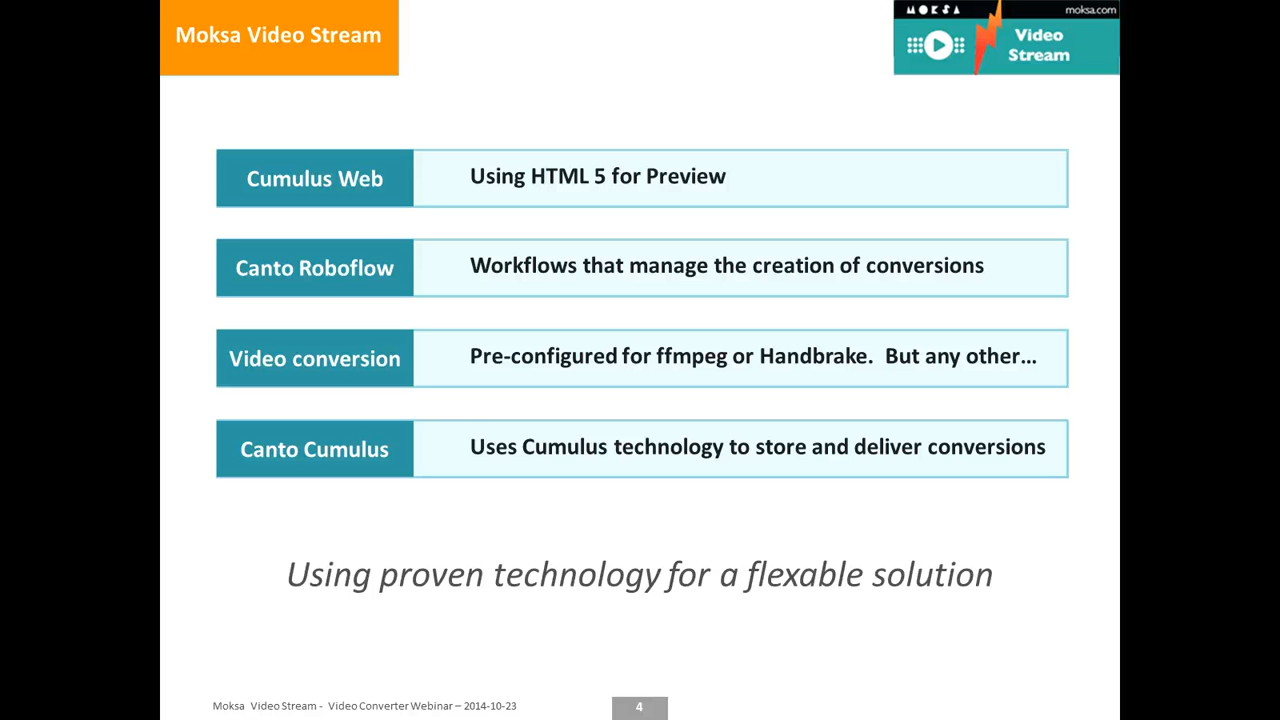 Moksa Video Stream
MOKSA
moksa.com
Video
Stream
Cumulus Web
Using HTML 5 for Preview
Canto Roboflow
Workflows that manage the creation of conversions
Video conversion
Pre-configured for ffmpeg or Handbrake.  But any other...
Canto Cumulus
Uses Cumulus technology to store and deliver conversions
Using proven technology for a flexable solution
Moksa  Video Stream -  Video Converter Webinar – 2014-10-23
4